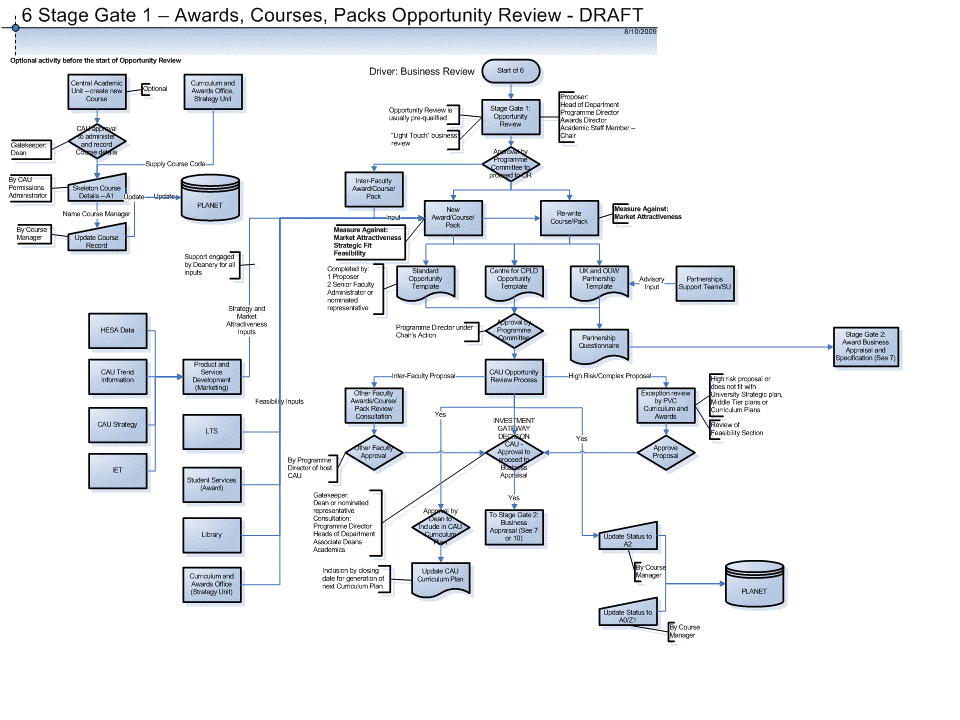 6 Stage Gate 1 – Awards, Courses, Packs Opportunity Review - DRAFT
8/10/2009
Optional activity before the start of Opportunity Review
Central Academic
Unit – create new
Course
Optional
Curriculum and
Awards Office,
Strategy Unit
CAU approval
to administer
and record
Course details
Gatekeeper:
Dean
Supply Course Code
By CAU
Permissions
Administrator
Skeleton Course
Details – A1
Update
Update
PLANET
Name Course Manager
By Course
Manager
Update Course
Record
Driver: Business Review
Start of 6
Opportunity Review is
usually pre-qualified
"Light Touch" business
review
Stage Gate 1:
Opportunity
Review
Proposer:
Head of Department
Programme Director
Awards Director
Academic Staff Member –
Chair
Approval by
Programme
Committee to
proceed to OR
Inter-Faculty
Award/Course/
Pack
Input
New
Award/Course/
Pack
Re-write
Course/Pack
Measure Against:
Market Attractiveness
Measure Against:
Market Attractiveness
Strategic Fit
Feasibility
Support engaged
by Deanery for all
inputs
Completed by:
1 Proposer
2 Senior Faculty
Administrator or
nominated
representative
Standard
Opportunity
Template
Centre for CPLD
Opportunity
Template
UK and OUW
Partnership
Template
Advisory
Input
Partnerships
Support Team/SU
Strategy and
Market
Attractiveness
Inputs
Programme Director under
Chair's Action
Approval by
Programme
Committee
Partnership
Questionnaire
Stage Gate 2:
Award Business
Appraisal and
Specification (See 7)
HESA Data
CAU Trend
Information
CAU Strategy
IET
Product and
Service
Development
(Marketing)
Feasibility Inputs
LTS
Student Services
(Award)
Library
Curriculum and
Awards Office
(Strategy Unit)
Inter-Faculty Proposal
CAU Opportunity
Review Process
High Risk/Complex Proposal
Other Faculty
Awards/Course/
Pack Review
Consultation
Exception review
by PVC
Curriculum and
Awards
High risk proposal or
does not fit with
University Strategic plan,
Middle Tier plans or
Curriculum Plans
Review of
Feasibility Section
Yes
INVESTMENT
GATEWAY
DECISION
CAU -
Approval to
proceed to
Business
Appraisal
Yes
Other Faculty
Approval
Approve
Proposal
By Programme
Director of host
CAU
Gatekeeper:
Dean or nominated
representative
Consultation:
Programme Director
Heads of Department
Associate Deans
Academics
Yes
Approval by
Dean to
include in CAU
Curriculum
Plan
To Stage Gate 2:
Business
Appraisal (See 7
or 10)
Update Status to
A2
By Course
Manager
PLANET
Inclusion by closing
date for generation of
next Curriculum Plan
Update CAU
Curriculum Plan
Update Status to
A0/Z1
By Course
Manager